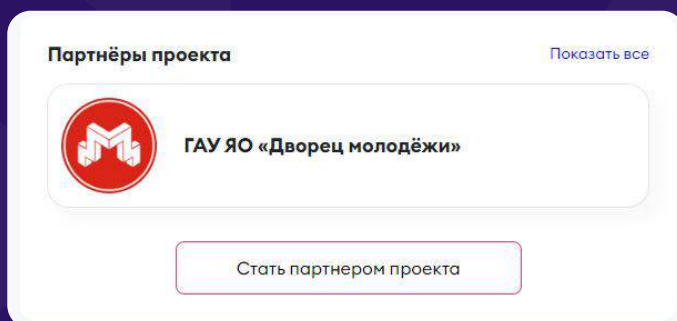 Партнёры проекта
Показать все
ГАУ ЯО «Дворец молодёжи»
Стать партнером проекта